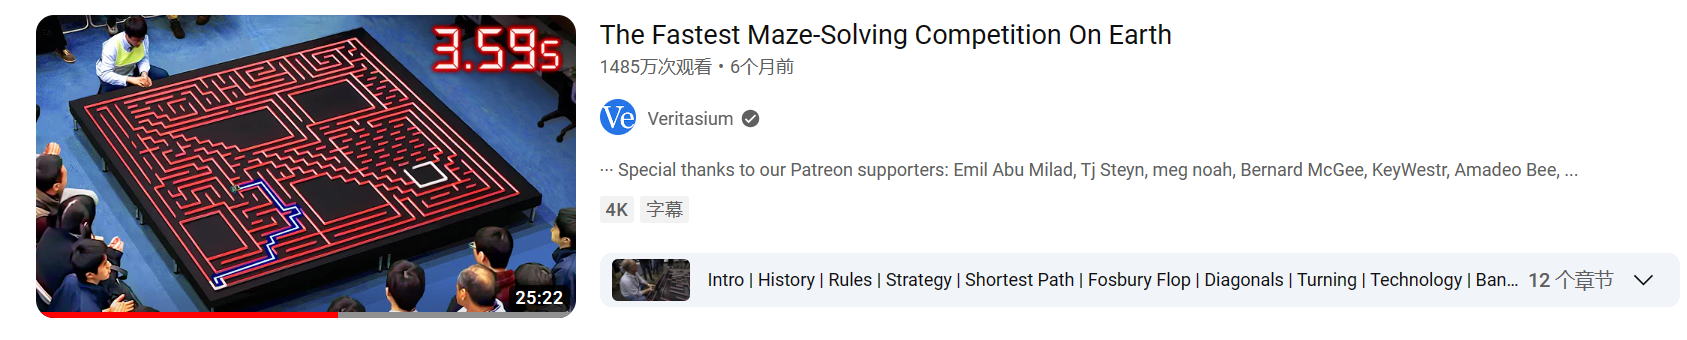 3.59s
25:22
The Fastest Maze-Solving Competition On Earth
1485万次观看 • 6个月前
Ve Veritasium
... Special thanks to our Patreon supporters: Emil Abu Milad, Tj Steyn, meg noah, Bernard McGee, KeyWestr, Amadeo Bee, ...
4K 字幕
Intro | History | Rules | Strategy | Shortest Path | Fosbury Flop | Diagonals | Turning | Technology | Ban... 12 个章节